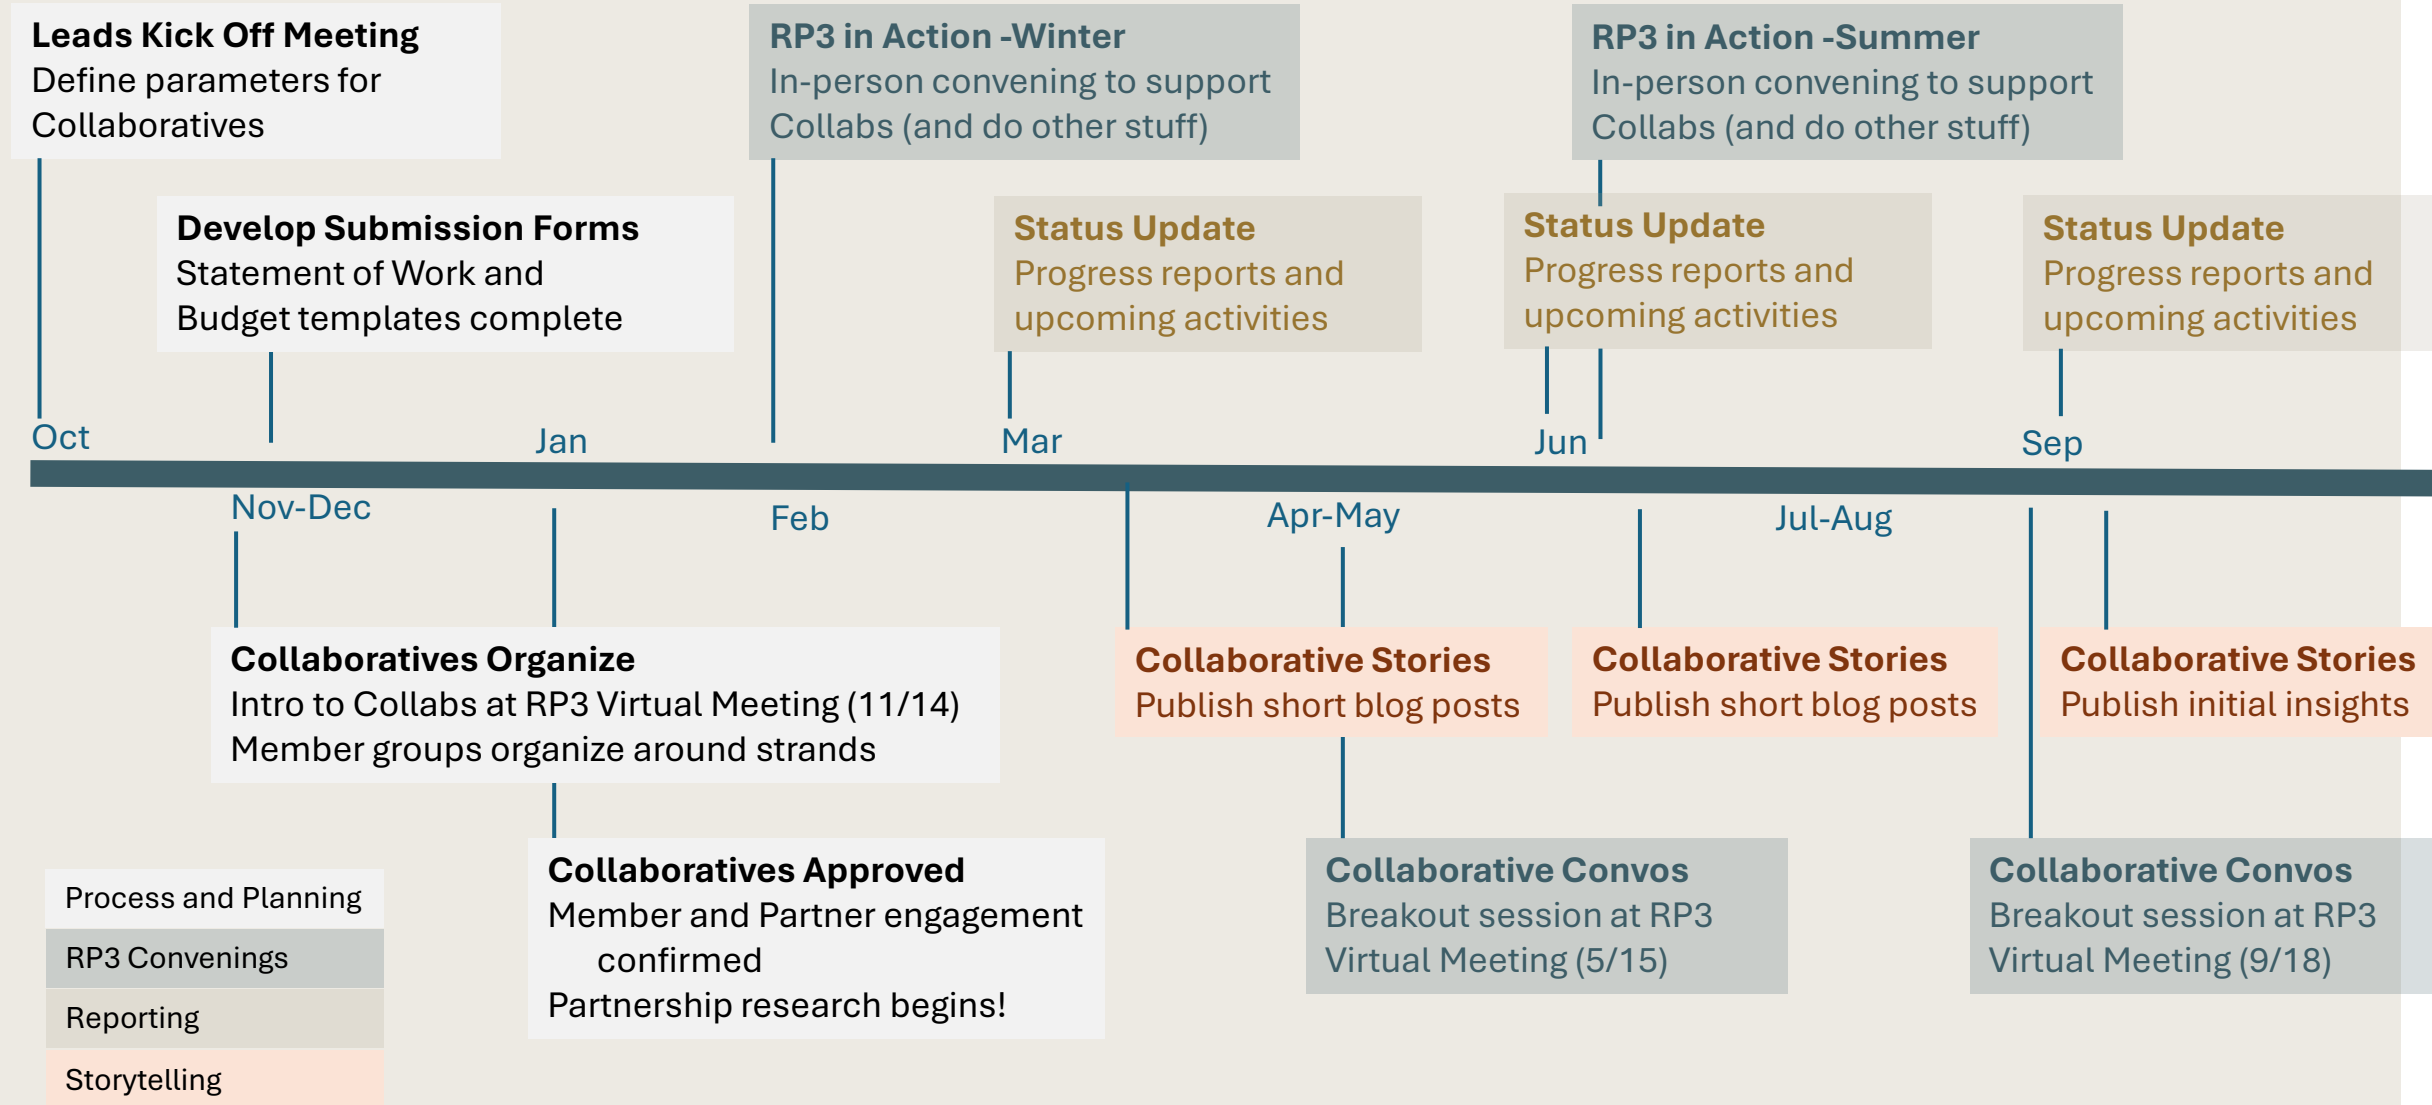 Leads Kick Off Meeting
Define parameters for
Collaboratives
RP3 in Action -Winter
In-person convening to support
Collabs (and do other stuff)
RP3 in Action -Summer
In-person convening to support
Collabs (and do other stuff)
Develop Submission Forms
Statement of Work and
Budget templates complete
Status Update
Progress reports and
upcoming activities
Status Update
Progress reports and
upcoming activities
Status Update
Progress reports and
upcoming activities
Oct
Jan
Mar
Jun
Sep
Nov-Dec
Feb
Apr-May
Jul-Aug
Collaboratives Organize
Intro to Collabs at RP3 Virtual Meeting (11/14)
Member groups organize around strands
Collaborative Stories
Publish short blog posts
Collaborative Stories
Publish short blog posts
Collaborative Stories
Publish initial insights
Collaboratives Approved
Member and Partner engagement
confirmed
Partnership research begins!
Collaborative Convos
Breakout session at RP3
Virtual Meeting (5/15)
Collaborative Convos
Breakout session at RP3
Virtual Meeting (9/18)
Process and Planning
RP3 Convenings
Reporting
Storytelling